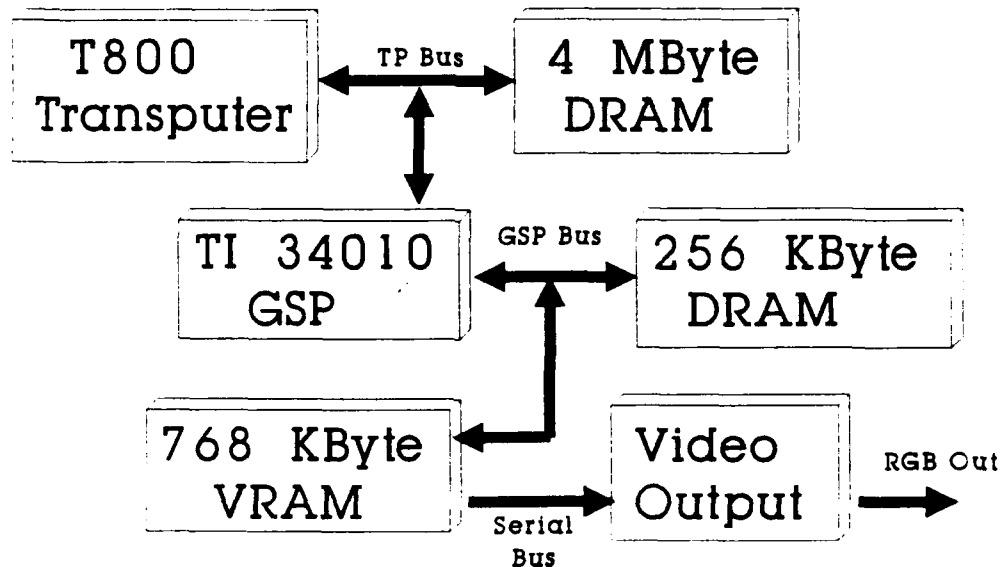 T800
Transputer
TP Bus
4 MByte
DRAM
TI 34010
GSP
GSP Bus
256 KByte
DRAM
768 KByte
VRAM
Serial
Bus
Video
Output
RGB Out